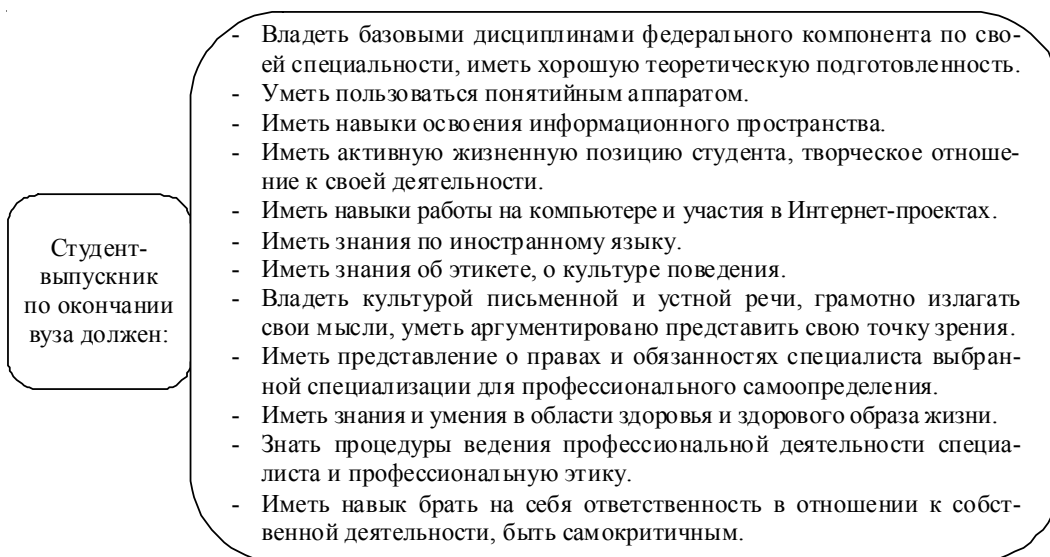 Студент-
выпускник
по окончании
вуза должен:
- Владеть базовыми дисциплинами федерального компонента по сво-
ей специальности, иметь хорошую теоретическую подготовленность.
- Уметь пользоваться понятийным аппаратом.
- Иметь навыки освоения информационного пространства.
- Иметь активную жизненную позицию студента, творческое отноше-
ние к своей деятельности.
- Иметь навыки работы на компьютере и участия в Интернет-проектах.
- Иметь знания по иностранному языку.
- Иметь знания об этикете, о культуре поведения.
- Владеть культурой письменной и устной речи, грамотно излагать
свои мысли, уметь аргументировано представить свою точку зрения.
- Иметь представление о правах и обязанностях специалиста выбран-
ной специализации для профессионального самоопределения.
- Иметь знания и умения в области здоровья и здорового образа жизни.
- Знать процедуры ведения профессиональной деятельности специа-
листа и профессиональную этику.
- Иметь навык брать на себя ответственность в отношении к собст-
венной деятельности, быть самокритичным.